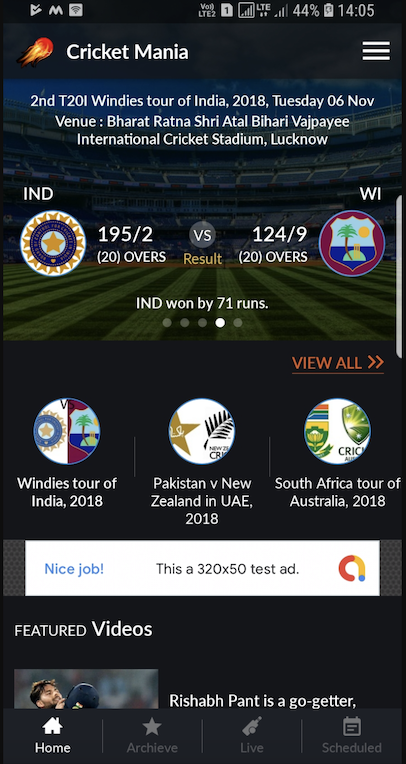 Vo)) LTE2 1 LTE 44% 14:05
Cricket Mania
2nd T20I Windies tour of India, 2018, Tuesday 06 Nov
Venue : Bharat Ratna Shri Atal Bihari Vajpayee
International Cricket Stadium, Lucknow
IND WI
195/2 VS 124/9
(20) OVERS Result (20) OVERS
IND won by 71 runs.
VIEW ALL
Windies tour of
India, 2018
Pakistan v New
Zealand in UAE,
2018
South Africa tour of
Australia, 2018
Nice job! This a 320x50 test ad.
FEATURED Videos
Rishabh Pant is a go-getter,
Home Archieve Live Scheduled